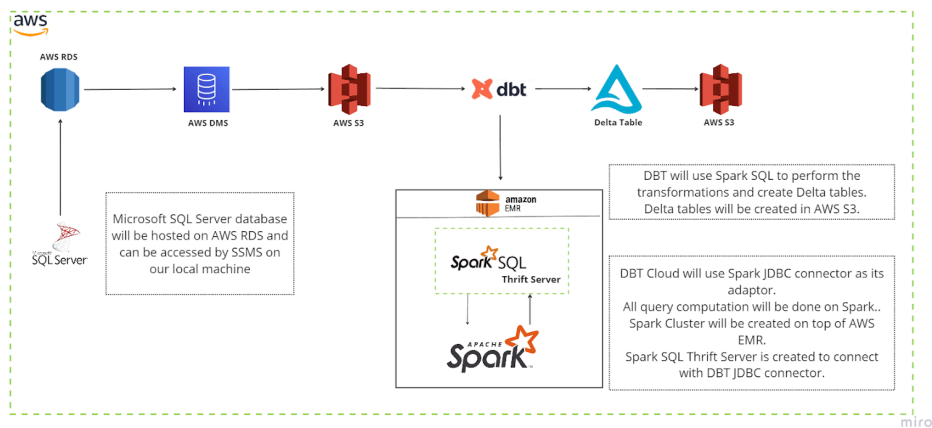 aws
AWS RDS
AWS DMS
AWS S3
dbt
Delta Table
AWS S3
Microsoft SQL Server database
will be hosted on AWS RDS and
can be accessed by SSMS on
our local machine
Microsoft
SQL Server
amazon
EMR
Spark SQL
Thrift Server
APACHE
Spark
DBT will use Spark SQL to perform the
transformations and create Delta tables.
Delta tables will be created in AWS S3.
DBT Cloud will use Spark JDBC connector as its
adaptor.
All query computation will be done on Spark..
Spark Cluster will be created on top of AWS
EMR.
Spark SQL Thrift Server is created to connect
with DBT JDBC connector.
miro